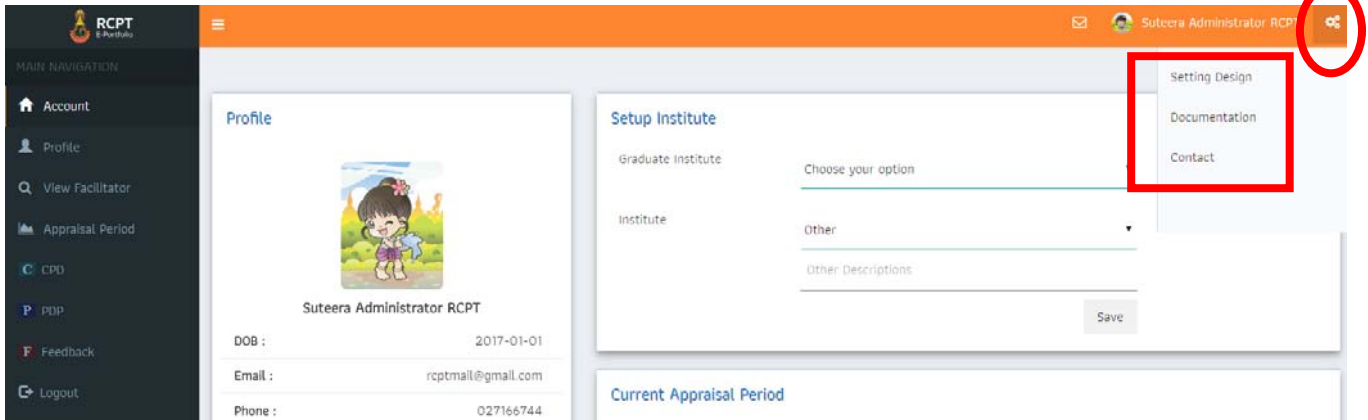 RCPT
E-Portfolio
Suteera Administrator RCPT
MAIN NAVIGATION
Account
Profile
View Facilitator
Appraisal Period
C CPD
P PDP
F Feedback
Logout
Profile
Suteera Administrator RCPT
DOB : 2017-01-01
Email : rcptmail@gmail.com
Phone : 027166744
Setup Institute
Graduate Institute Choose your option
Institute Other
Other Descriptions
Save
Current Appraisal Period
Setting Design
Documentation
Contact